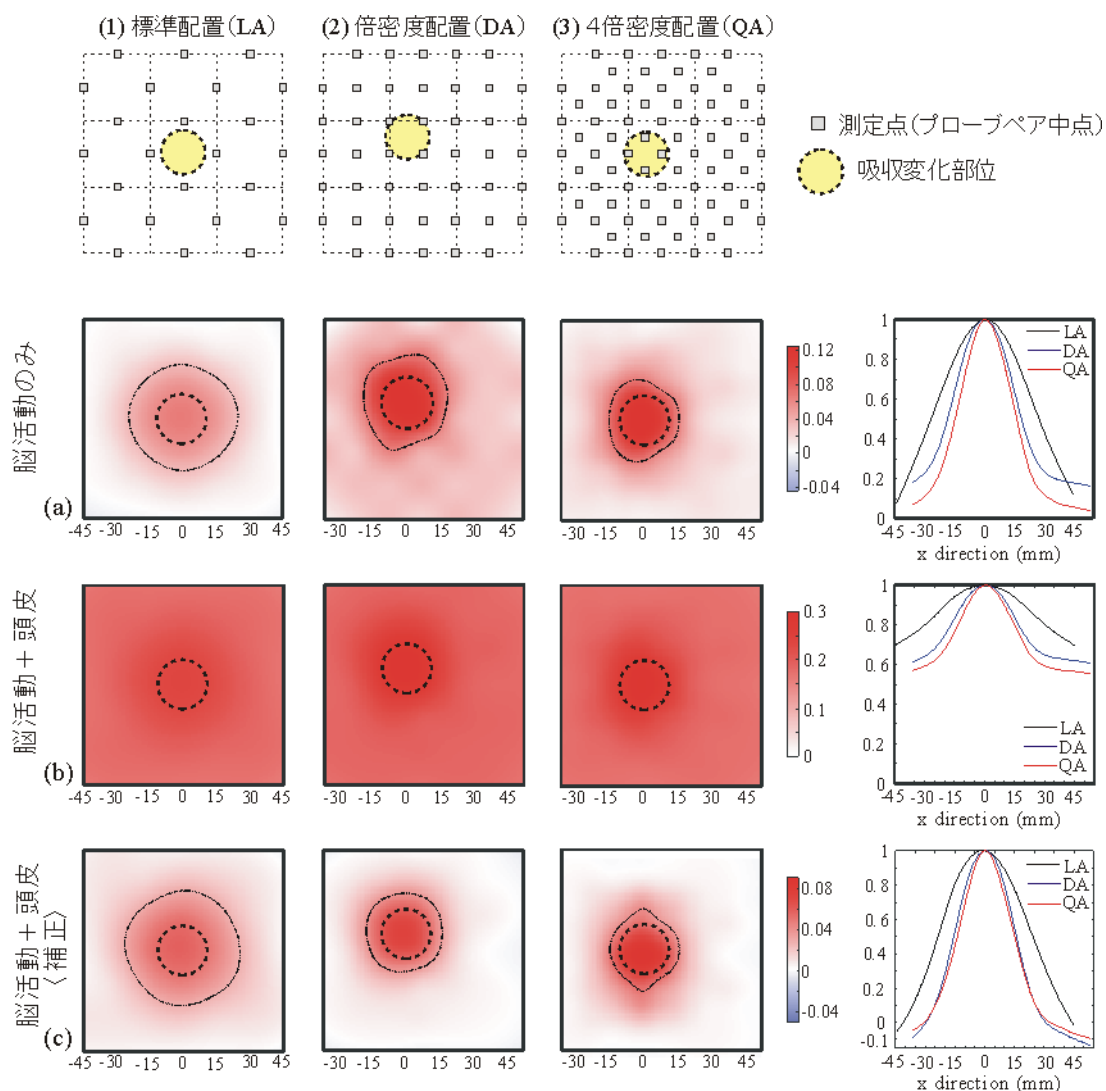 (1) 標準配置(LA)
(2) 倍密度配置(DA)
(3) 4倍密度配置(QA)
測定点(プローブペア中点)
吸収変化部位
脳活動のみ
(a)
-45 -30 -15 0 15 30 45
-30 -15 0 15 30 45
-30 -15 0 15 30 45
0.12
0.08
0.04
0
-0.04
1
0.8
0.6
0.4
0.2
0
LA
DA
QA
-45 -30 -15 0 15 30 45
x direction (mm)
脳活動 + 頭皮
(b)
-45 -30 -15 0 15 30 45
-30 -15 0 15 30 45
-30 -15 0 15 30 45
0.3
0.2
0.1
0
1
0.8
0.6
0.4
0.2
0
LA
DA
QA
-45 -30 -15 0 15 30 45
x direction (mm)
脳活動 + 頭皮
〈補正〉
(c)
-45 -30 -15 0 15 30 45
-30 -15 0 15 30 45
-30 -15 0 15 30 45
0.08
0.04
0
-0.04
1
0.8
0.6
0.4
0.2
0
-0.1
LA
DA
QA
-45 -30 -15 0 15 30 45
x direction (mm)